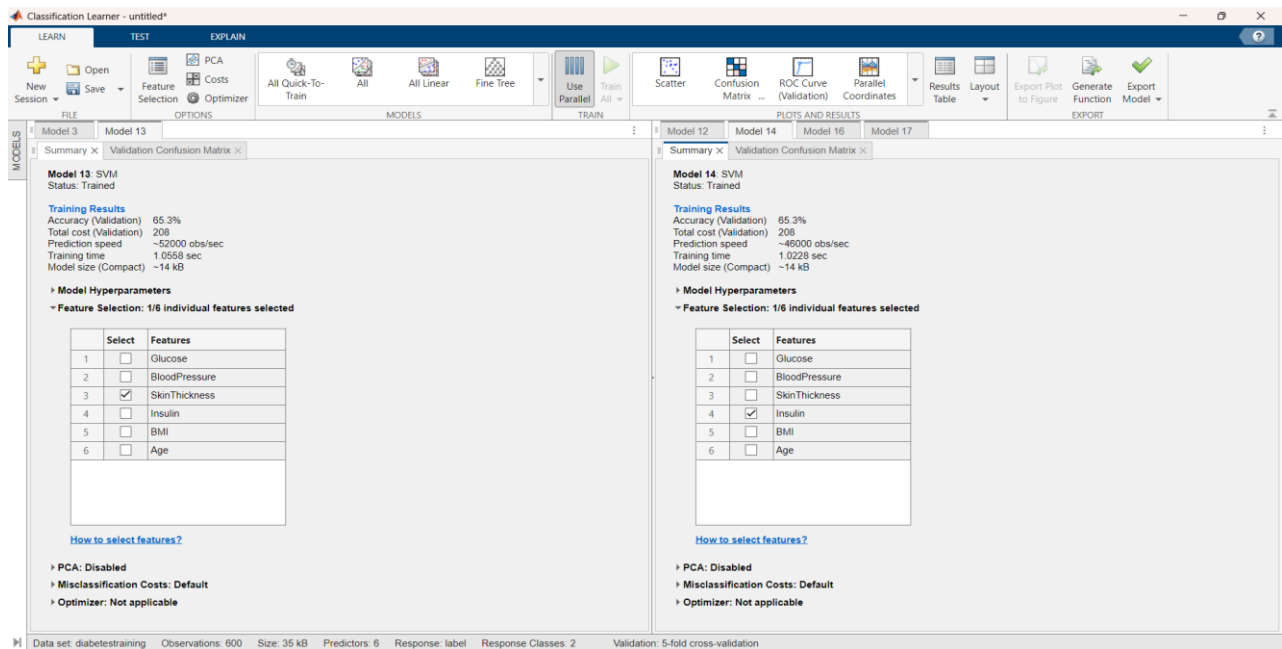 Classification Learner - untitled*
LEARN TEST EXPLAIN
New Session
Open
Save
FILE
Feature Selection
PCA
Costs
Optimizer
OPTIONS
All Quick-To-Train
All
All Linear
Fine Tree
MODELS
Use Parallel
Train All
TRAIN
Scatter
Confusion Matrix ...
ROC Curve (Validation)
Parallel Coordinates
Results Table
Layout
PLOTS AND RESULTS
Export Plot to Figure
Generate Function
Export Model
EXPORT
?
MODELS
Model 3 Model 13
Summary Validation Confusion Matrix
Model 13: SVM
Status: Trained
Training Results
Accuracy (Validation) 65.3%
Total cost (Validation) 208
Prediction speed ~52000 obs/sec
Training time 1.0558 sec
Model size (Compact) ~14 kB
Model Hyperparameters
Feature Selection: 1/6 individual features selected
Select Features
1 Glucose
2 BloodPressure
3 SkinThickness
4 Insulin
5 BMI
6 Age
How to select features?
PCA: Disabled
Misclassification Costs: Default
Optimizer: Not applicable
Model 12 Model 14 Model 16 Model 17
Summary Validation Confusion Matrix
Model 14: SVM
Status: Trained
Training Results
Accuracy (Validation) 65.3%
Total cost (Validation) 208
Prediction speed ~46000 obs/sec
Training time 1.0228 sec
Model size (Compact) ~14 kB
Model Hyperparameters
Feature Selection: 1/6 individual features selected
Select Features
1 Glucose
2 BloodPressure
3 SkinThickness
4 Insulin
5 BMI
6 Age
How to select features?
PCA: Disabled
Misclassification Costs: Default
Optimizer: Not applicable
Data set: diabetestraining Observations: 600 Size: 35 kB Predictors: 6 Response: label Response Classes: 2 Validation: 5-fold cross-validation